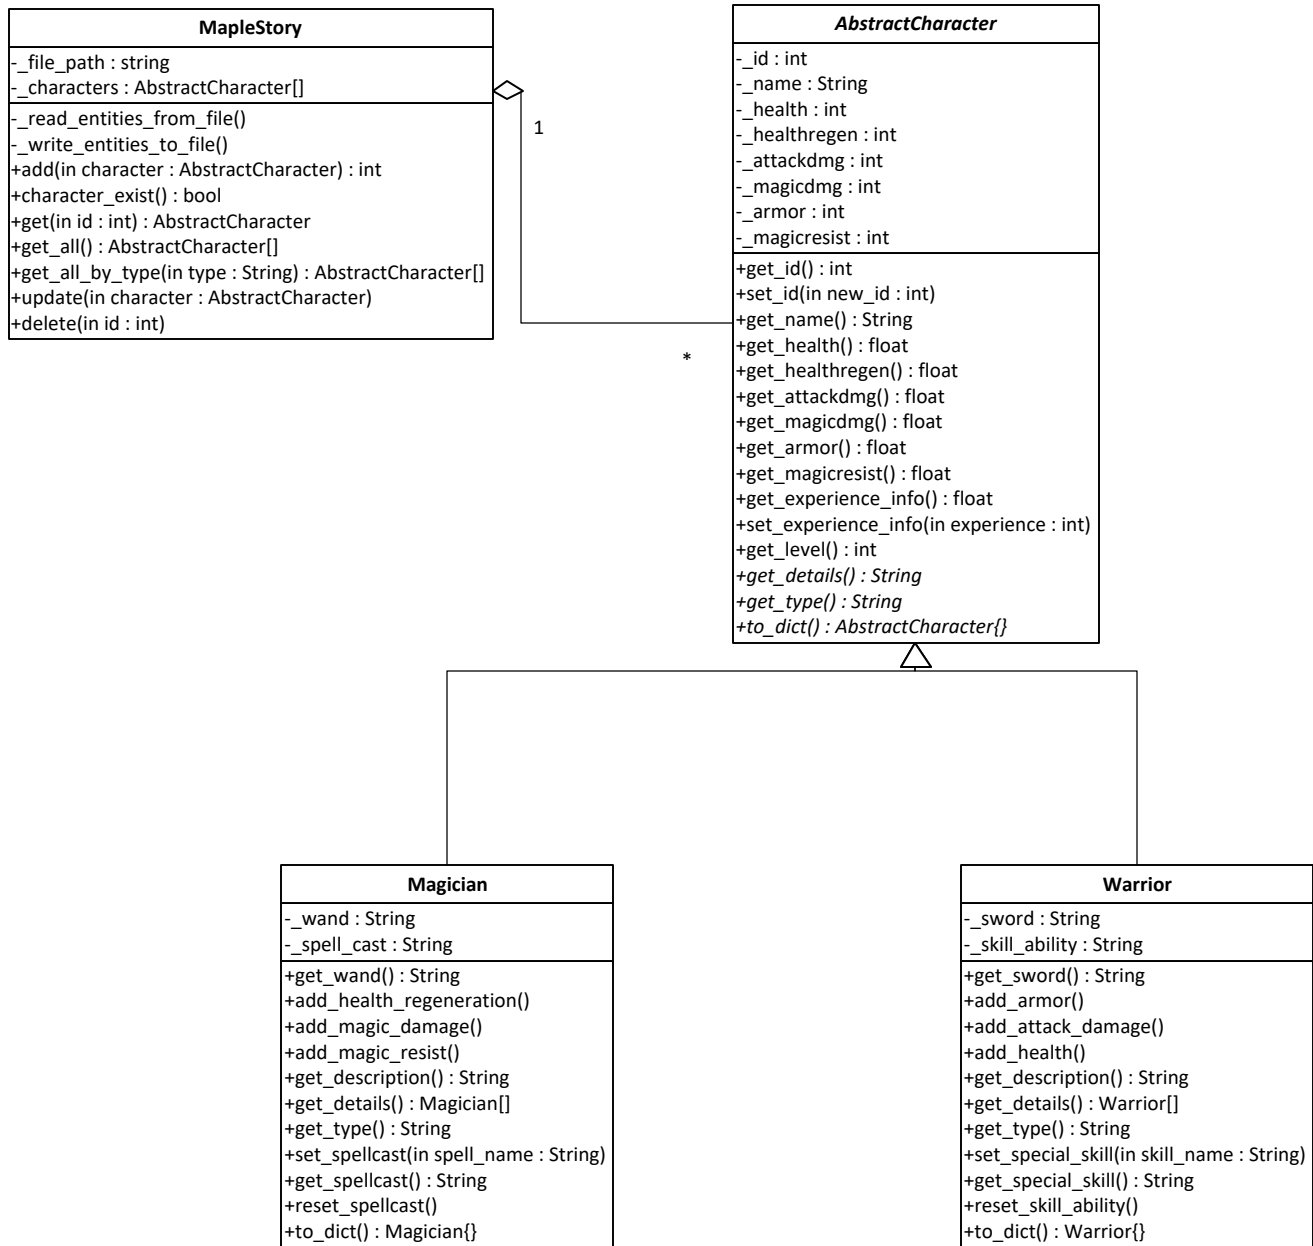 MapleStory
-_file_path : string
-_characters : AbstractCharacter[]
-_read_entities_from_file()
-_write_entities_to_file()
+add(in character : AbstractCharacter) : int
+character_exist() : bool
+get(in id : int) : AbstractCharacter
+get_all() : AbstractCharacter[]
+get_all_by_type(in type : String) : AbstractCharacter[]
+update(in character : AbstractCharacter)
+delete(in id : int)
1
*
AbstractCharacter
-_id : int
-_name : String
-_health : int
-_healthregen : int
-_attackdmg : int
-_magicdmg : int
-_armor : int
-_magicresist : int
+get_id() : int
+set_id(in new_id : int)
+get_name() : String
+get_health() : float
+get_healthregen() : float
+get_attackdmg() : float
+get_magicdmg() : float
+get_armor() : float
+get_magicresist() : float
+get_experience_info() : float
+set_experience_info(in experience : int)
+get_level() : int
+get_details() : String
+get_type() : String
+to_dict() : AbstractCharacter{}
Magician
-_wand : String
-_spell_cast : String
+get_wand() : String
+add_health_regeneration()
+add_magic_damage()
+add_magic_resist()
+get_description() : String
+get_details() : Magician[]
+get_type() : String
+set_spellcast(in spell_name : String)
+get_spellcast() : String
+reset_spellcast()
+to_dict() : Magician{}
Warrior
-_sword : String
-_skill_ability : String
+get_sword() : String
+add_armor()
+add_attack_damage()
+add_health()
+get_description() : String
+get_details() : Warrior[]
+get_type() : String
+set_special_skill(in skill_name : String)
+get_special_skill() : String
+reset_skill_ability()
+to_dict() : Warrior{}